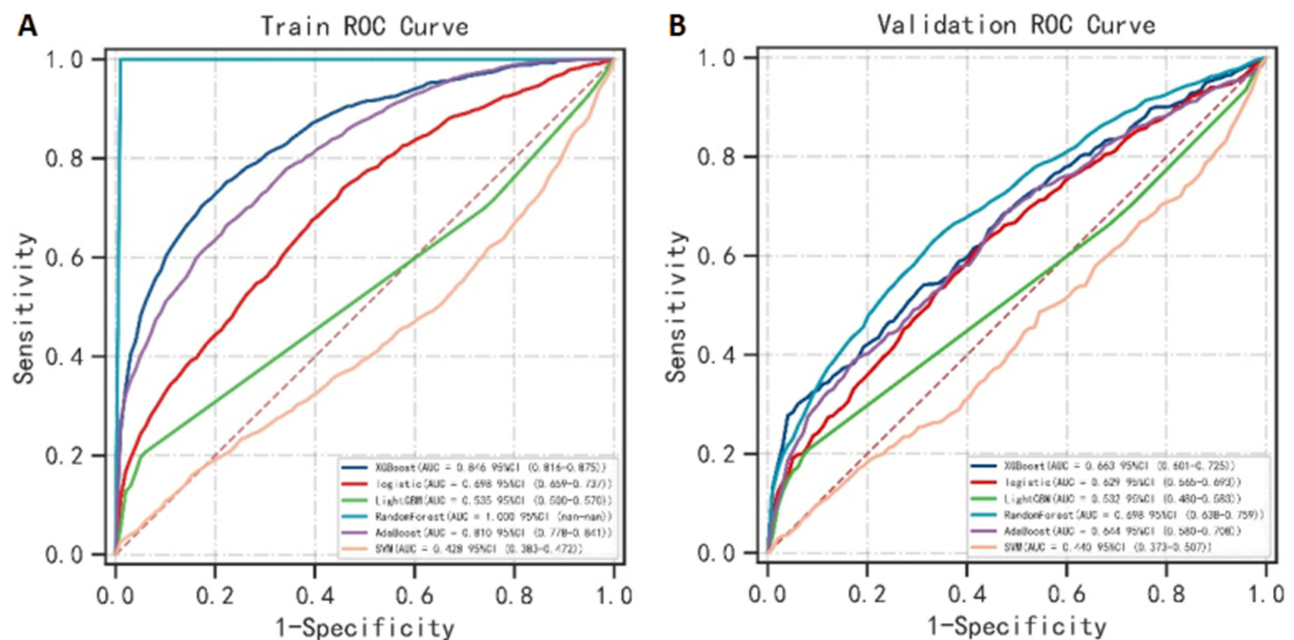 A
Train ROC Curve
1.0
0.8
0.6
0.4
0.2
0.0
Sensitivity
XGBoost(AUC = 0.846 95%CI (0.816-0.875))
logistic(AUC = 0.698 95%CI (0.659-0.737))
LightGBM(AUC = 0.535 95%CI (0.500-0.570))
RandomForest(AUC = 1.000 95%CI (nan-nan))
AdaBoost(AUC = 0.810 95%CI (0.778-0.841))
SVM(AUC = 0.428 95%CI (0.383-0.472))
0.0 0.2 0.4 0.6 0.8 1.0
1-Specificity
B
Validation ROC Curve
1.0
0.8
0.6
0.4
0.2
0.0
Sensitivity
XGBoost(AUC = 0.663 95%CI (0.601-0.725))
logistic(AUC = 0.629 95%CI (0.565-0.693))
LightGBM(AUC = 0.532 95%CI (0.480-0.583))
RandomForest(AUC = 0.698 95%CI (0.638-0.759))
AdaBoost(AUC = 0.644 95%CI (0.580-0.708))
SVM(AUC = 0.440 95%CI (0.373-0.507))
0.0 0.2 0.4 0.6 0.8 1.0
1-Specificity